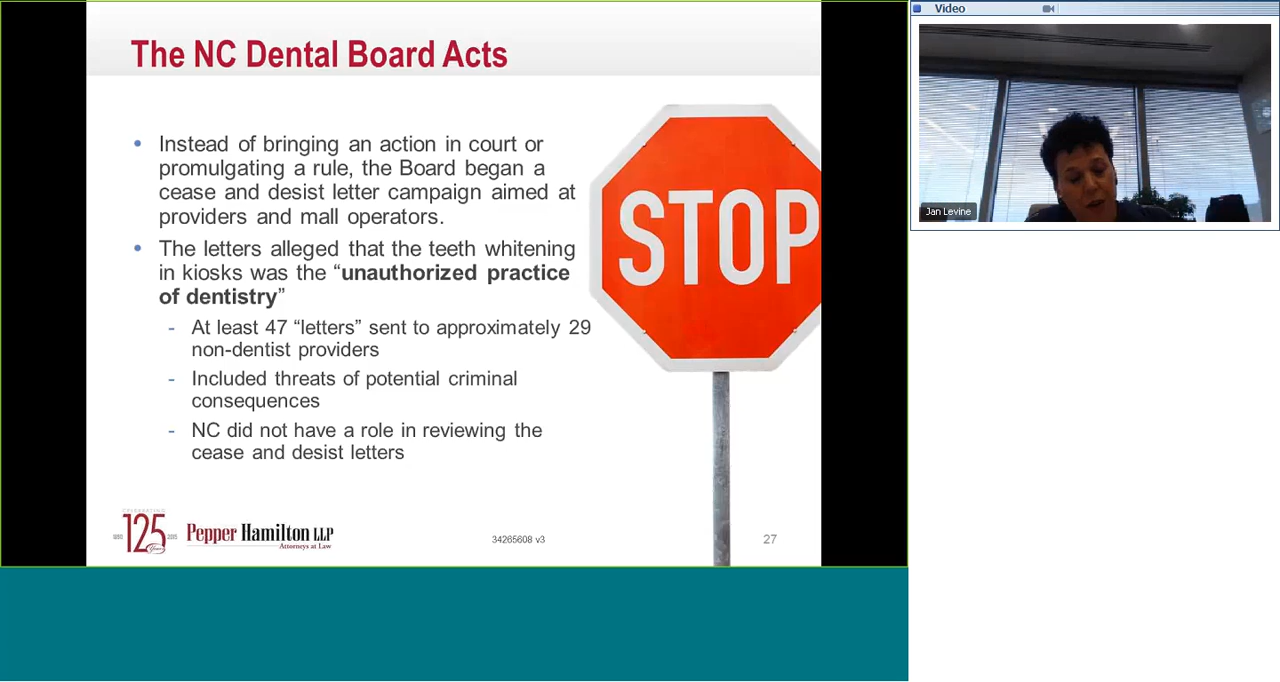 The NC Dental Board Acts
Instead of bringing an action in court or
promulgating a rule, the Board began a
cease and desist letter campaign aimed at
providers and mall operators.
The letters alleged that the teeth whitening
in kiosks was the “unauthorized practice
of dentistry”
- At least 47 “letters” sent to approximately 29
non-dentist providers
- Included threats of potential criminal
consequences
- NC did not have a role in reviewing the
cease and desist letters
STOP
CELEBRATING
1890 125 2015
Years
Pepper Hamilton LLP
Attorneys at Law
34265608 v3
27
Video
Jan Levine